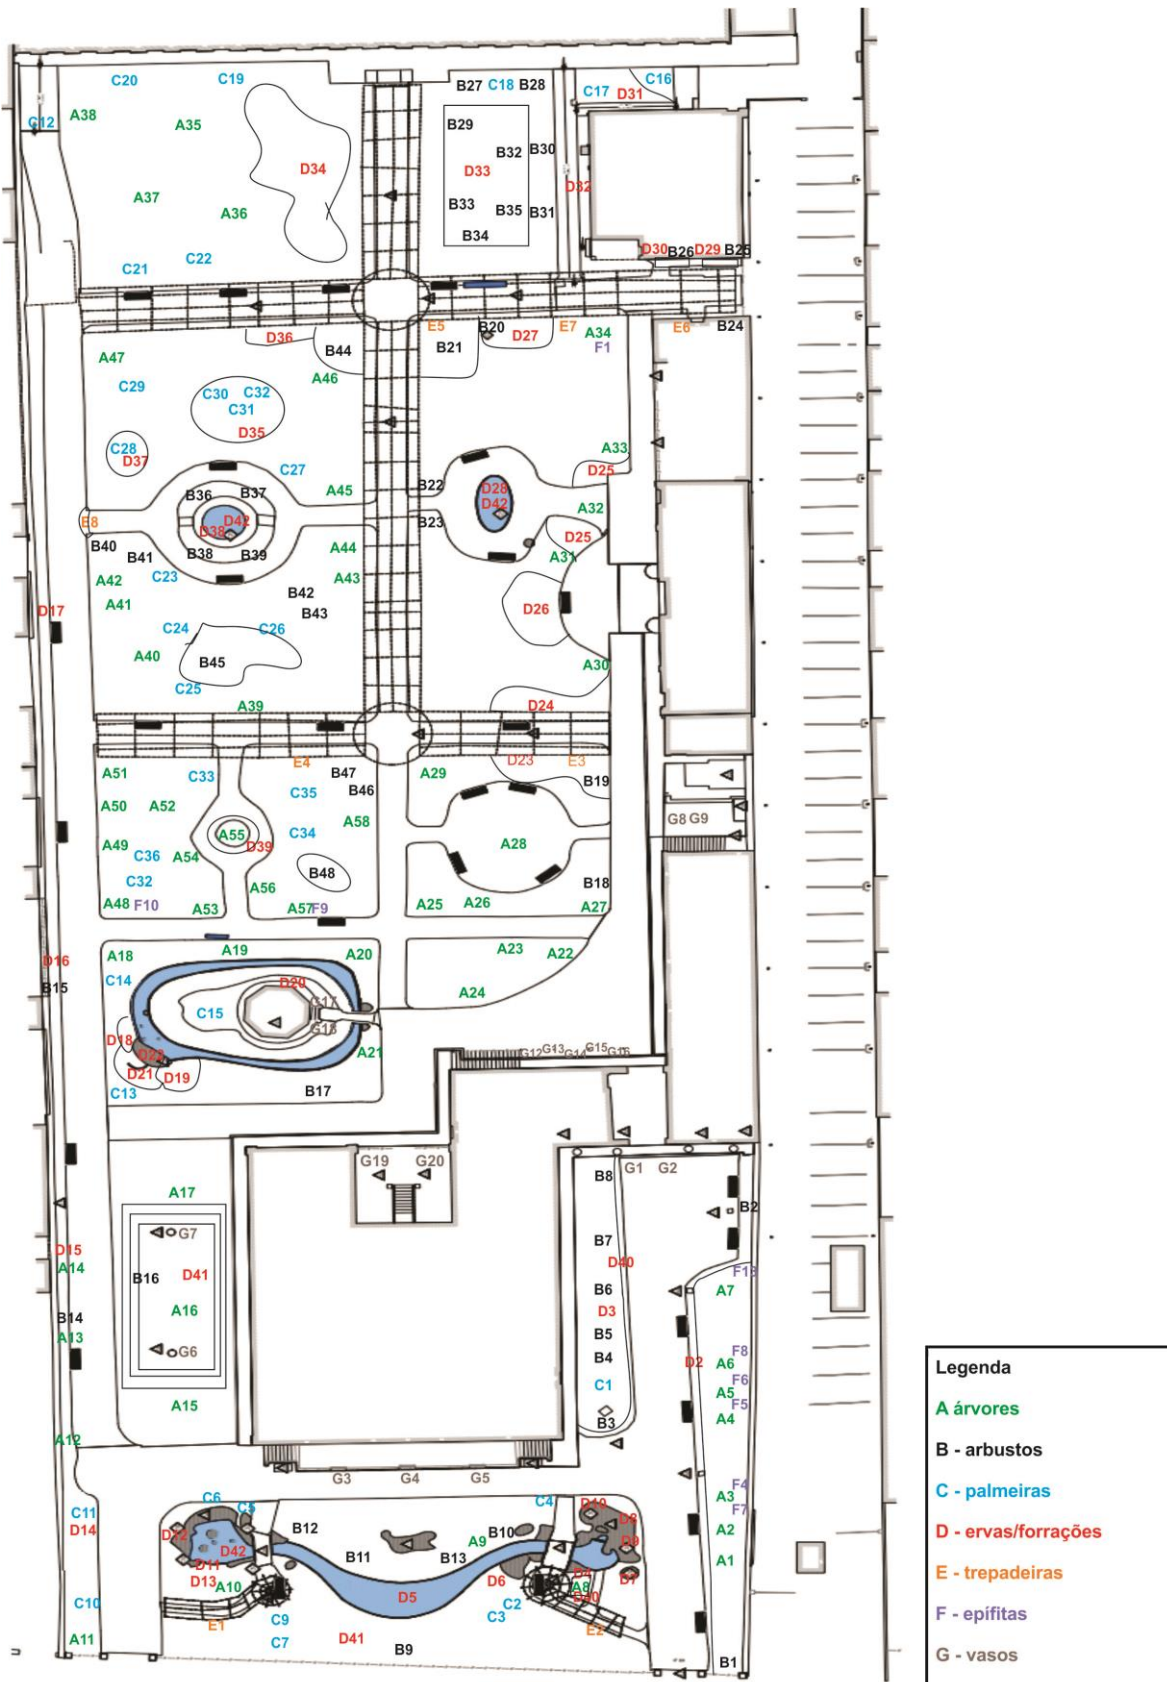 C20 C19 B27 C18 B28 C17 D31 C16
C12 A38 A35 B29
D34 D33 B32 B30
D32
A37 A36 B33 B35 B31
B34
C21 C22 D30 B26 D29 B25
D36 B44 E5 B20 B21 D27 E7 A34 E6 B24
F1
A47 A46
C29 C30 C32
C31
D35
C28
D37 A33
C27 D25
B36 B37 A45 B22 D28
D42 A32
E8 D42 B23
D38 D25
B40 B41 B38 B39 A44 A31
A42 C23 A43
A41 B42 D26
D17 B43
C24 C26
A40 B45 A30
C25
A39 D24
E4 D23 E3
A51 C33 B47 A29 B19
C35 B46
A50 A52 A58 G8 G9
A55 C34
A49 D39 A28
C36 A54
C32 A56 B48 B18
A48 F10 A53 A57 F9 A25 A26 A27
A18 A19 A20 A23 A22
D16
C14 D20 A24
B15
C15 G17
G18
D18 D22 A21 G12 G13 G14 G15 G16
D21 D19
C13 B17
G19 G20 B8 G1 G2
A17 B2
G7 B7
D15 D40
A14 B16 D41 B6 A7
A16 D3
B14 B5
A13 G6 B4 D2 F8
A6
C1 F6
A5
A15 B3 F5
A4
A12
G3 G4 G5
F4
C6 C5 C4 D10 A3
C11 F7
D14 D12 B12 B10 D8 A2
D42 A9 D9
D11 B11 B13 A1
D13 A10 D5 D6 A8 D4 D7
C10 C2 D40
E1 C9 C3 E2
A11 C7 D41 B9 B1
Legenda
A árvores
B - arbustos
C - palmeiras
D - ervas/forrações
E - trepadeiras
F - epífitas
G - vasos